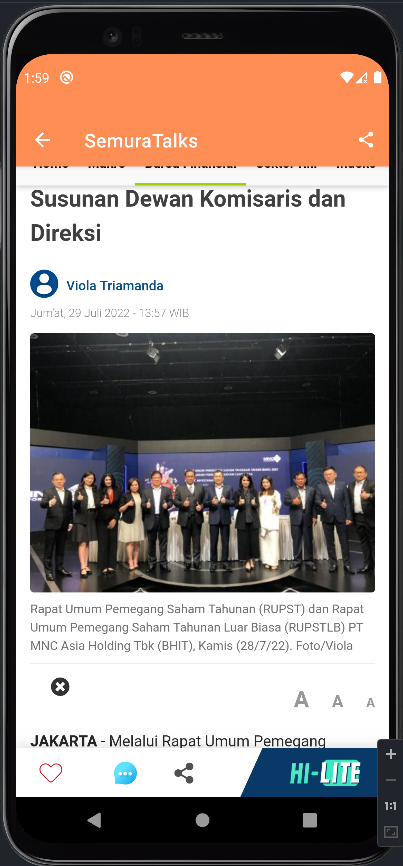 1:59
SemuraTalks
Susunan Dewan Komisaris dan
Direksi
Viola Triamanda
Jum'at, 29 Juli 2022 - 13:57 WIB
Rapat Umum Pemegang Saham Tahunan (RUPST) dan Rapat
Umum Pemegang Saham Tahunan Luar Biasa (RUPSTLB) PT
MNC Asia Holding Tbk (BHIT), Kamis (28/7/22). Foto/Viola
A A A
JAKARTA - Melalui Rapat Umum Pemegang
HI-LITE
1:1